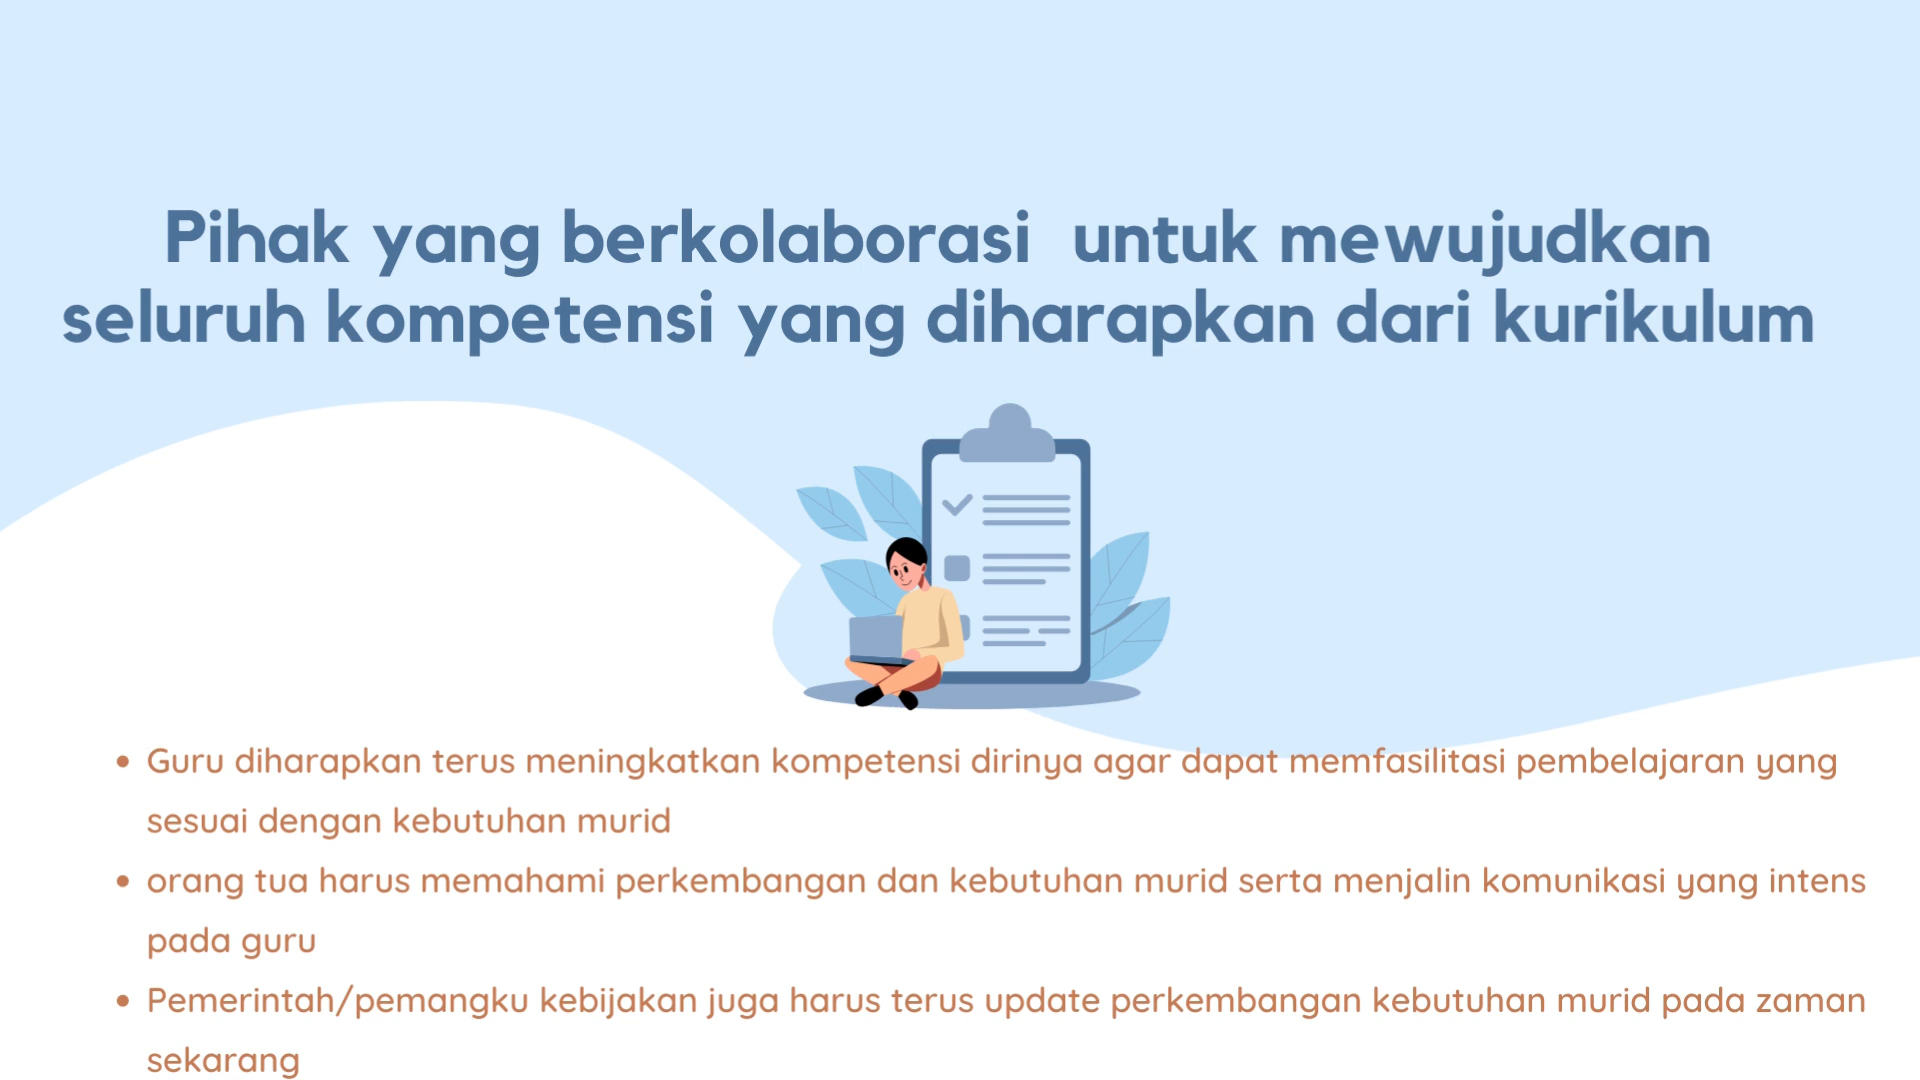 Pihak yang berkolaborasi  untuk mewujudkan
seluruh kompetensi yang diharapkan dari kurikulum
• Guru diharapkan terus meningkatkan kompetensi dirinya agar dapat memfasilitasi pembelajaran yang
sesuai dengan kebutuhan murid
• orang tua harus memahami perkembangan dan kebutuhan murid serta menjalin komunikasi yang intens
pada guru
• Pemerintah/pemangku kebijakan juga harus terus update perkembangan kebutuhan murid pada zaman
sekarang